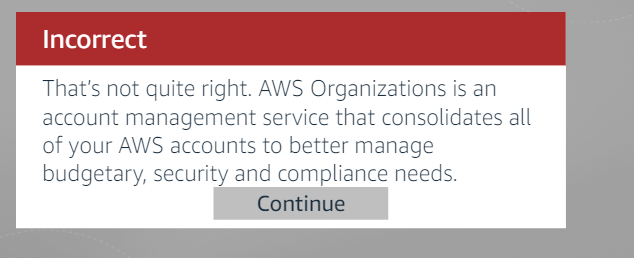 Incorrect
That’s not quite right. AWS Organizations is an
account management service that consolidates all
of your AWS accounts to better manage
budgetary, security and compliance needs.
Continue